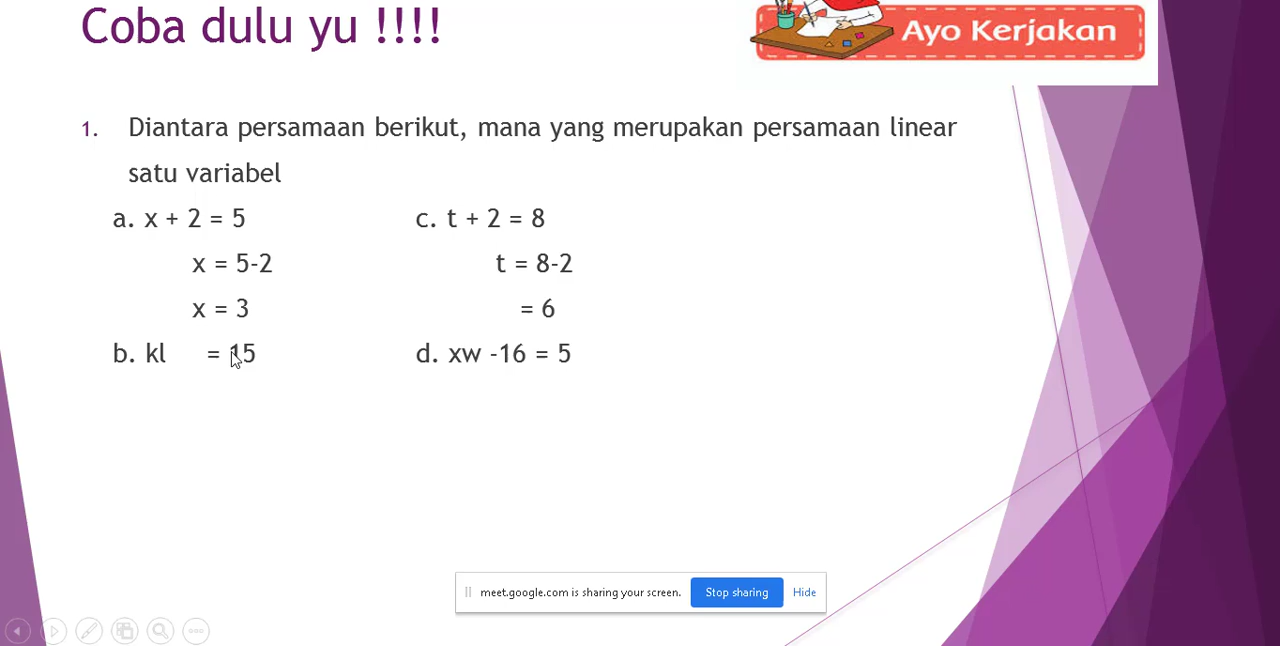 Coba dulu yu !!!!
Ayo Kerjakan
1. Diantara persamaan berikut, mana yang merupakan persamaan linear
satu variabel
a. x + 2 = 5 c. t + 2 = 8
x = 5-2 t = 8-2
x = 3 = 6
b. kl = 15 d. xw -16 = 5
meet.google.com is sharing your screen. Stop sharing Hide